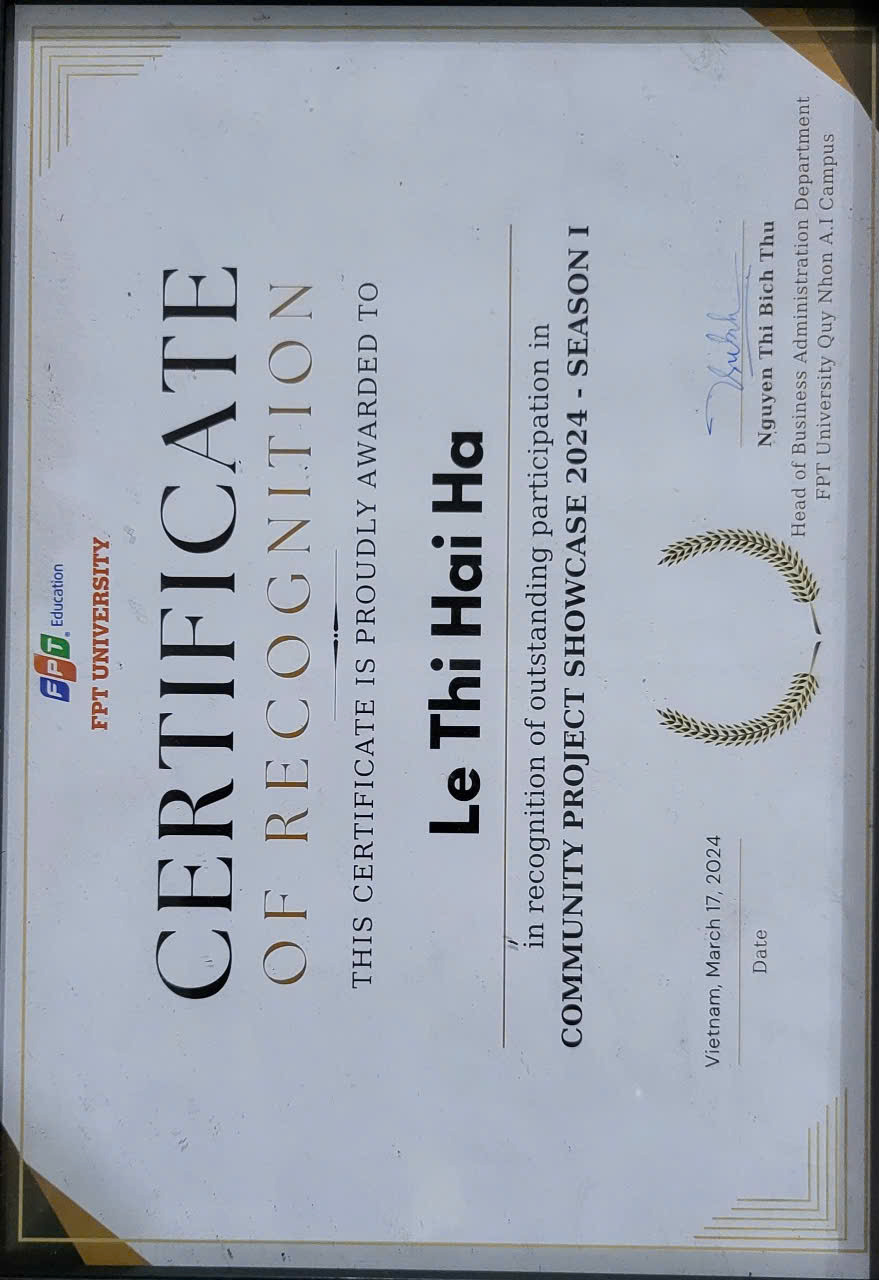 FPT Education
FPT UNIVERSITY
CERTIFICATE
OF RECOGNITION
THIS CERTIFICATE IS PROUDLY AWARDED TO
Le Thi Hai Ha
in recognition of outstanding participation in
COMMUNITY PROJECT SHOWCASE 2024 - SEASON I
Vietnam, March 17, 2024
Date
Nguyen Thi Bich Thu
Head of Business Administration Department
FPT University Quy Nhon A.I Campus